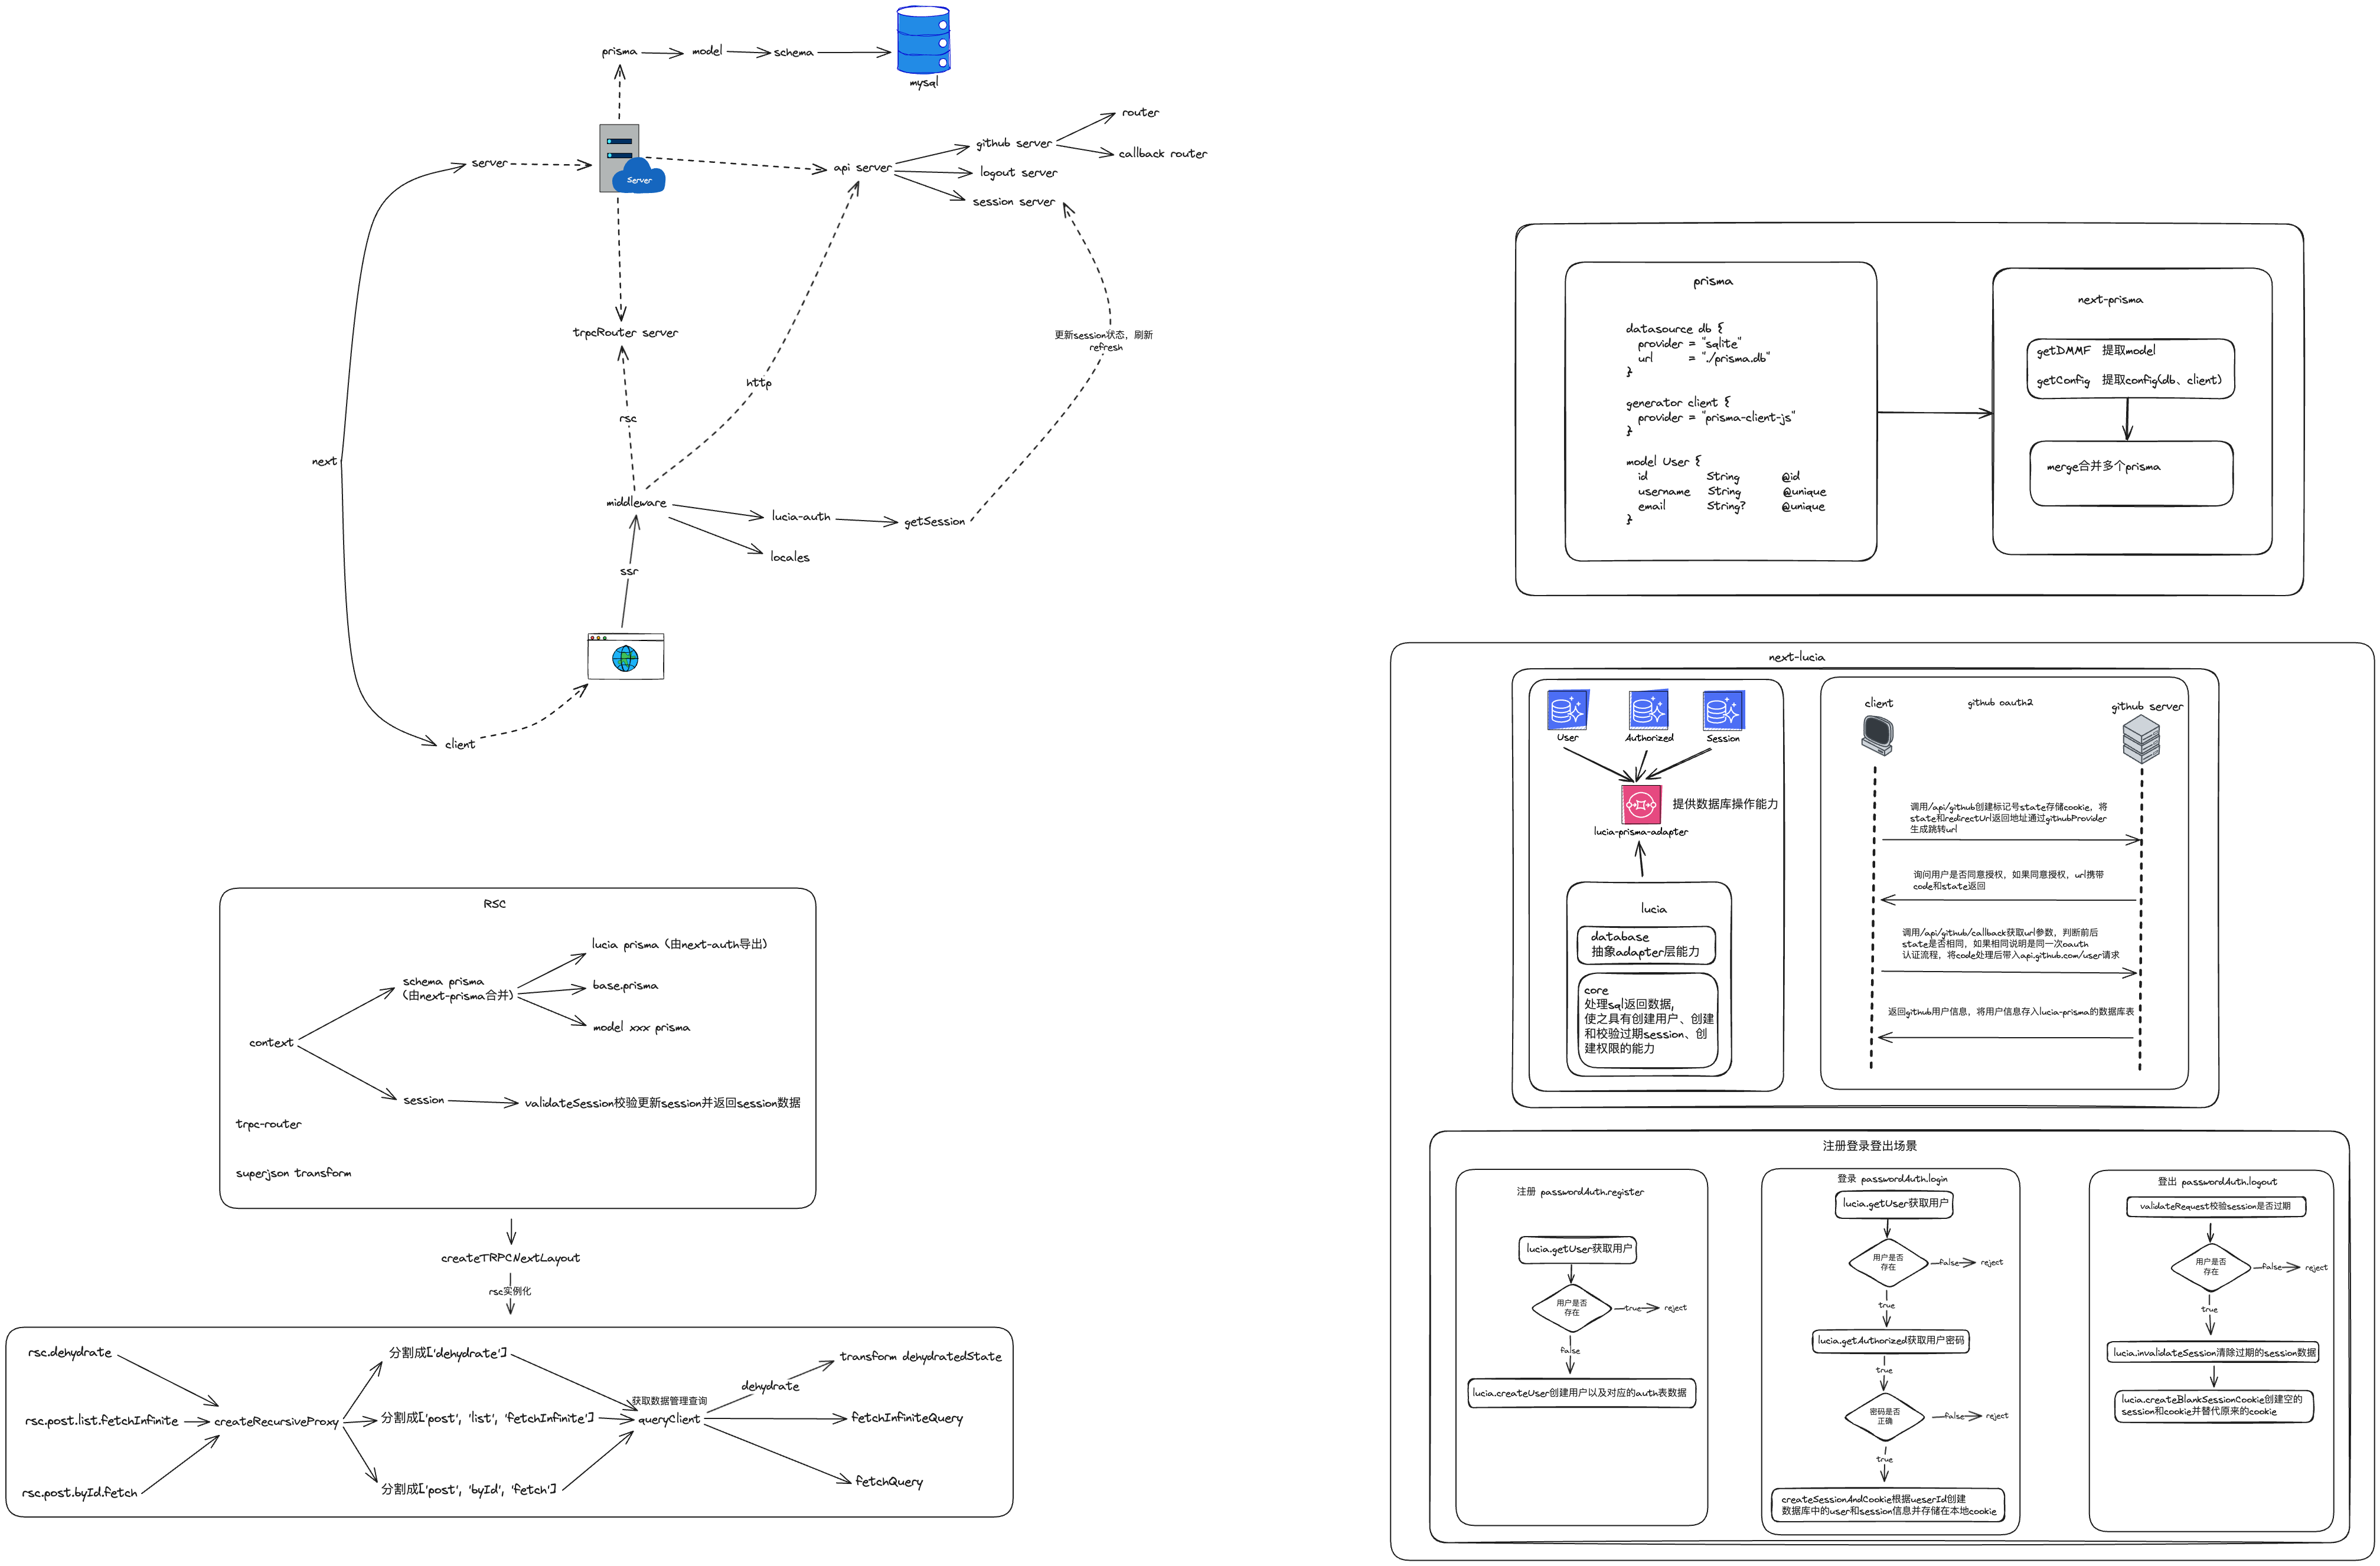 prisma
model
schema
mysql
server
Server
api server
github server
router
callback router
logout server
session server
trpcRouter server
更新session状态，刷新
refresh
http
rsc
next
middleware
lucia-auth
getSession
locales
ssr
client
prisma
datasource db {
provider = "sqlite"
url = "./prisma.db"
}
generator client {
provider = "prisma-client-js"
}
model User {
id String @id
username String @unique
email String? @unique
}
next-prisma
getDMMF 提取model
getConfig 提取config(db、client)
merge合并多个prisma
RSC
lucia prisma (由next-auth导出)
schema prisma
(由next-prisma合并)
base.prisma
model xxx prisma
context
session
validateSession校验更新session并返回session数据
trpc-router
superjson transform
createTRPCNextLayout
rsc实例化
rsc.dehydrate
rsc.post.list.fetchInfinite
rsc.post.byId.fetch
createRecursiveProxy
分割成['dehydrate']
分割成['post', 'list', 'fetchInfinite']
分割成['post', 'byId', 'fetch']
获取数据管理查询
queryClient
dehydrate
transform dehydratedState
fetchInfiniteQuery
fetchQuery
next-lucia
User
Authorized
Session
提供数据库操作能力
lucia-prisma-adapter
lucia
database
抽象adapter层能力
core
处理sql返回数据,
使之具有创建用户、创建
和校验过期session、创
建权限的能力
client
github oauth2
github server
调用/api/github创建标记号state存储cookie，将
state和redirectUrl返回地址通过githubProvider
生成跳转url
询问用户是否同意授权，如果同意授权，url携带
code和state返回
调用/api/github/callback获取url参数，判断前后
state是否相同，如果相同说明是同一次oauth
认证流程，将code处理后带入api.github.com/user请求
返回github用户信息，将用户信息存入lucia-prisma的数据库表
注册登录登出场景
注册 passwordAuth.register
lucia.getUser获取用户
用户是否
存在
true
reject
false
lucia.createUser创建用户以及对应的auth表数据
登录 passwordAuth.login
lucia.getUser获取用户
用户是否
存在
false
reject
true
lucia.getAuthorized获取用户密码
true
密码是否
正确
false
reject
true
createSessionAndCookie根据ueserId创建
数据库中的user和session信息并存储在本地cookie
登出 passwordAuth.logout
validateRequest校验session是否过期
用户是否
存在
false
reject
true
lucia.invalidateSession清除过期的session数据
lucia.createBlankSessionCookie创建空的
session和cookie并替代原来的cookie